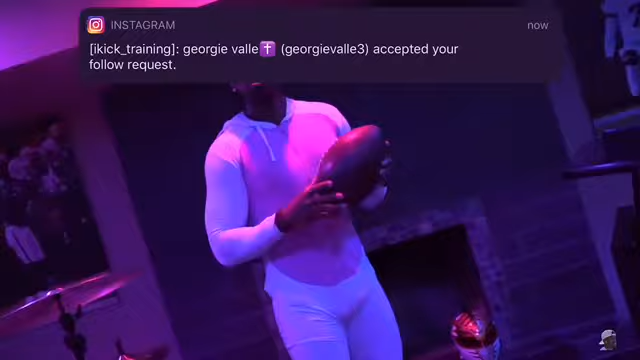 INSTAGRAM
now
[ikick_training]: georgie valle✝️ (georgievalle3) accepted your
follow request.